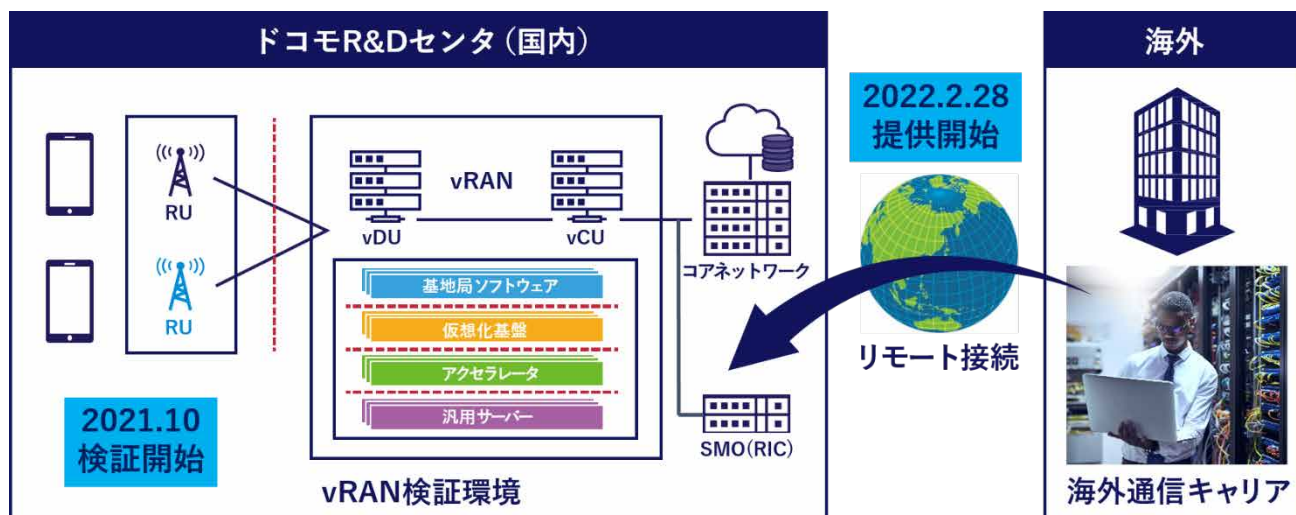 ドコモR&Dセンタ(国内)
海外
2022.2.28
提供開始
RU
RU
vRAN
vDU
vCU
基地局ソフトウェア
仮想化基盤
アクセラレータ
汎用サーバー
コアネットワーク
SMO(RIC)
リモート接続
2021.10
検証開始
vRAN検証環境
海外通信キャリア